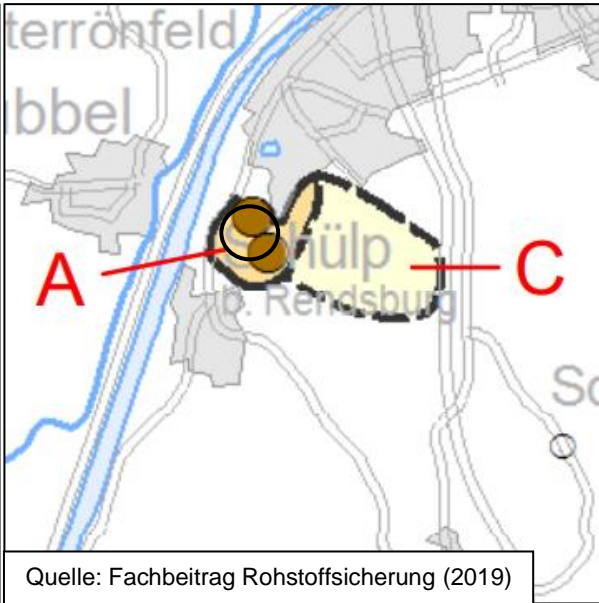 terrönfeld
bbel
A
Schülp
b. Rendsburg
C
Sc
Quelle: Fachbeitrag Rohstoffsicherung (2019)